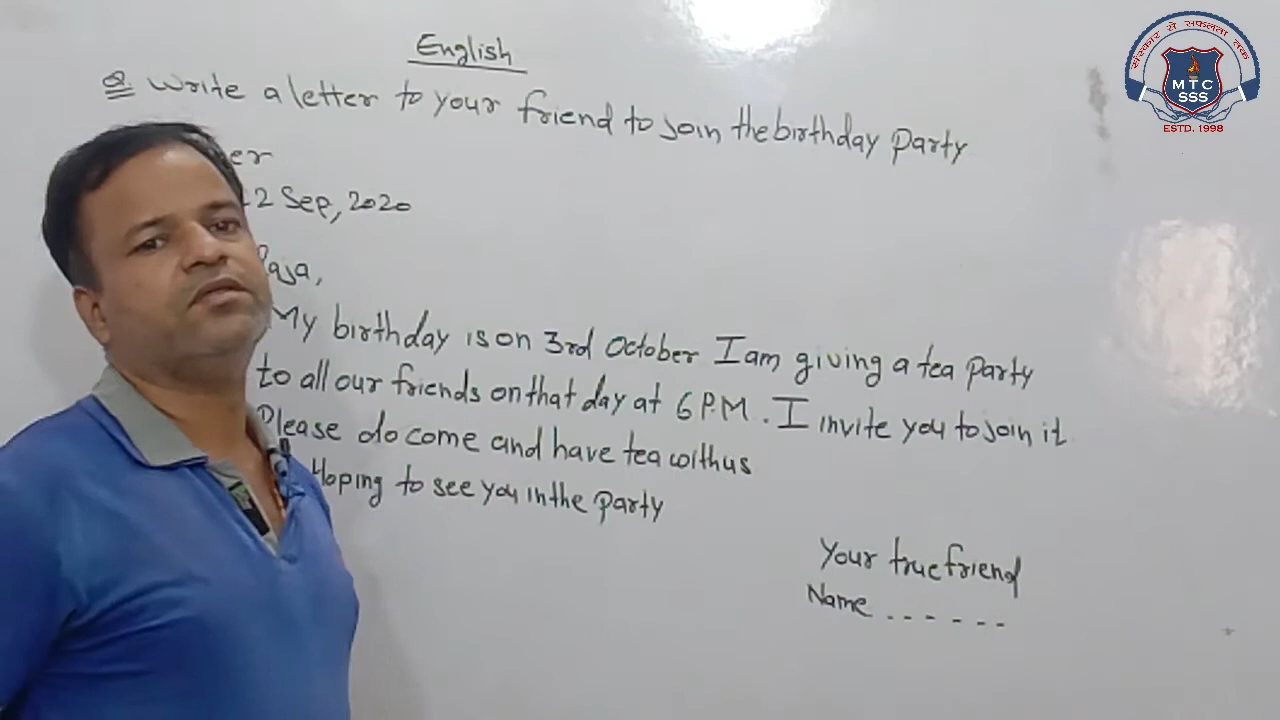 English
Q. Write a letter to your friend to join the birthday Party
er
2 Sep, 2020
Raja,
My birthday is on 3rd October I am giving a tea Party
to all our friends on that day at 6 P.M. I invite you to join it.
Please do come and have tea with us
Hoping to see you in the Party
Your true friend
Name ......
संस्कार से सफलता तक
MTC
SSS
ESTD. 1998